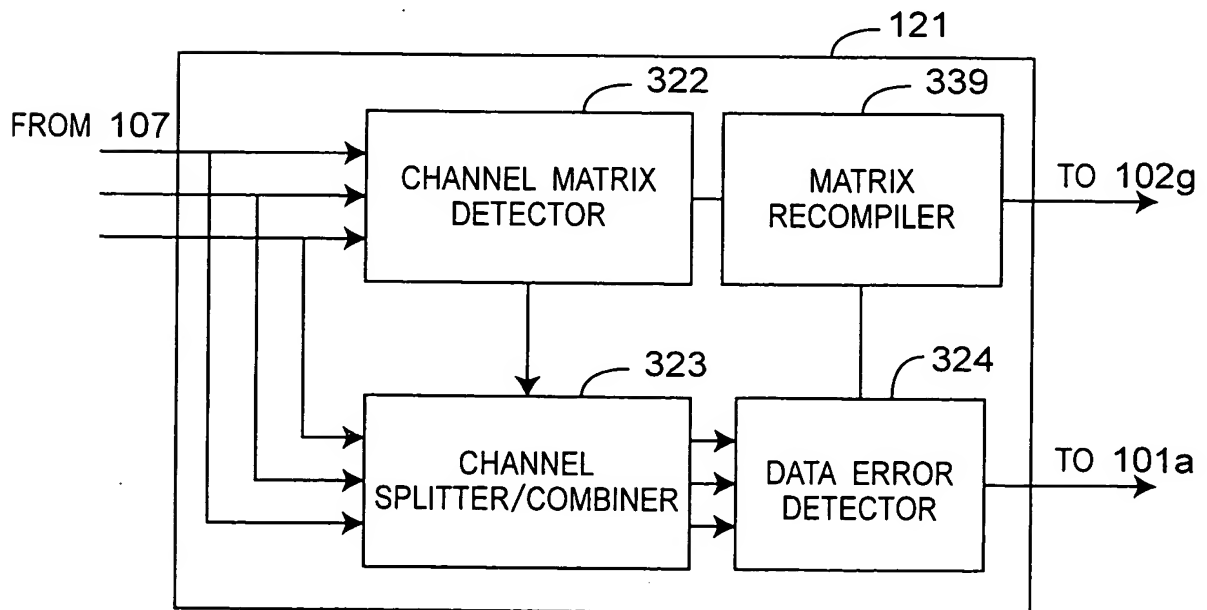 121
322
339
FROM 107
CHANNEL MATRIX
DETECTOR
MATRIX
RECOMPILER
TO 102g
323
324
CHANNEL
SPLITTER/COMBINER
DATA ERROR
DETECTOR
TO 101a